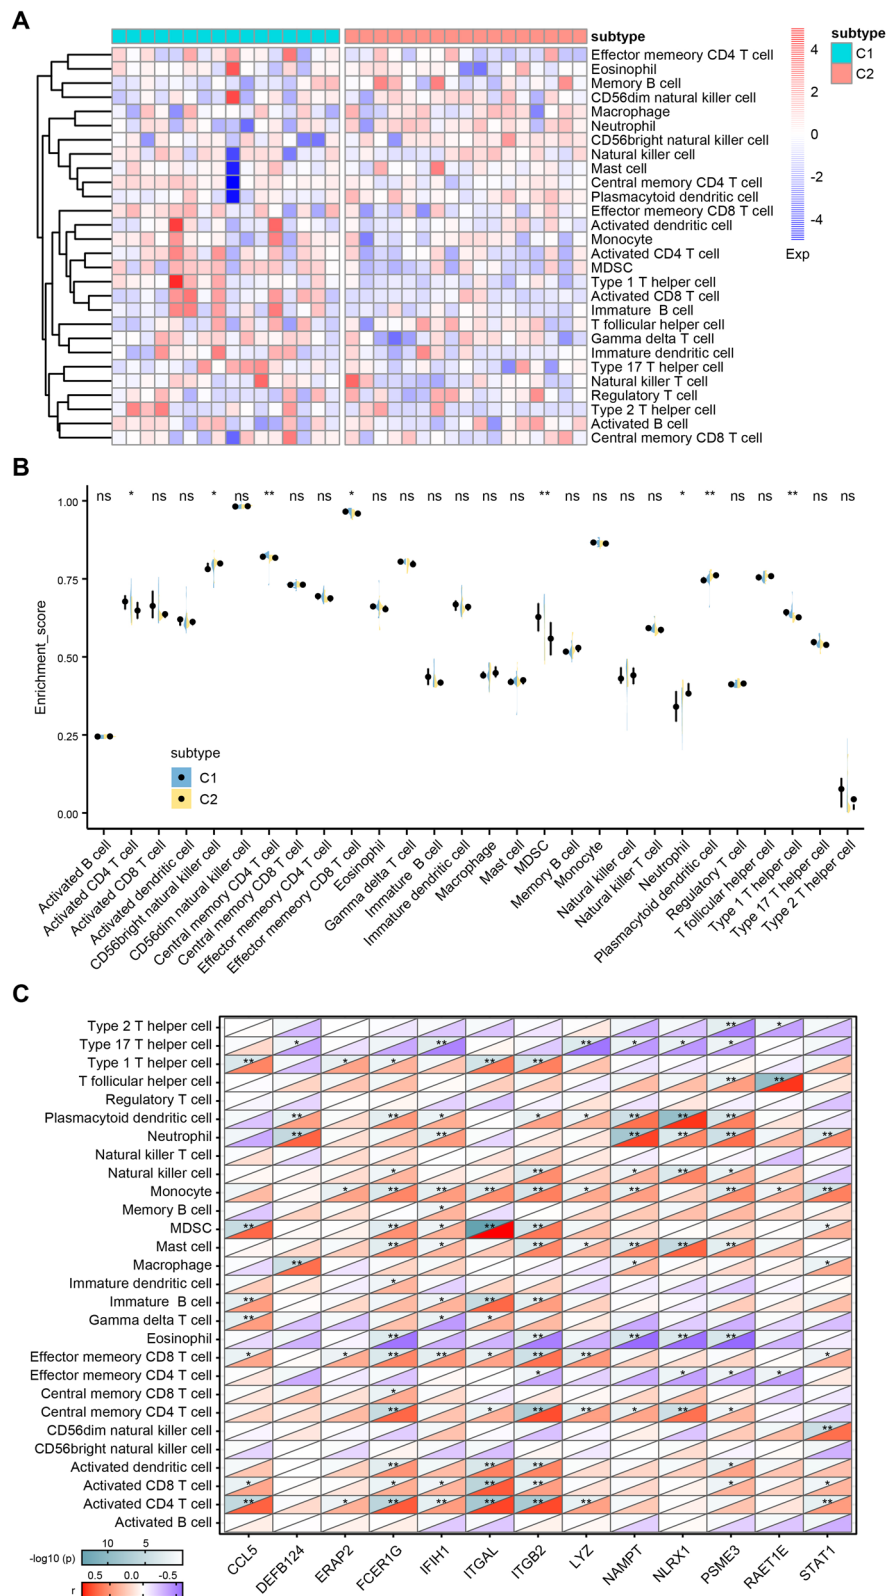 A
subtype
Effector memeory CD4 T cell
Eosinophil
Memory B cell
CD56dim natural killer cell
Macrophage
Neutrophil
CD56bright natural killer cell
Natural killer cell
Mast cell
Central memory CD4 T cell
Plasmacytoid dendritic cell
Effector memeory CD8 T cell
Activated dendritic cell
Monocyte
Activated CD4 T cell
MDSC
Type 1 T helper cell
Activated CD8 T cell
Immature B cell
T follicular helper cell
Gamma delta T cell
Immature dendritic cell
Type 17 T helper cell
Natural killer T cell
Regulatory T cell
Type 2 T helper cell
Activated B cell
Central memory CD8 T cell
4
2
0
-2
-4
Exp
subtype
C1
C2
B
ns * ns ns * ns ** ns ns * ns ns ns ns ns ns ** ns ns ns ns * ** ns ns ** ns ns
1.00
0.75
0.50
0.25
0.00
Enrichment_score
subtype
C1
C2
Activated B cell
Activated CD4 T cell
Activated CD8 T cell
Activated dendritic cell
CD56bright natural killer cell
CD56dim natural killer cell
Central memory CD4 T cell
Central memory CD8 T cell
Effector memeory CD4 T cell
Effector memeory CD8 T cell
Eosinophil
Gamma delta T cell
Immature B cell
Immature dendritic cell
Macrophage
Mast cell
MDSC
Memory B cell
Monocyte
Natural killer cell
Natural killer T cell
Neutrophil
Plasmacytoid dendritic cell
Regulatory T cell
T follicular helper cell
Type 1 T helper cell
Type 17 T helper cell
Type 2 T helper cell
C
Type 2 T helper cell ** *
Type 17 T helper cell * ** ** * * *
Type 1 T helper cell ** * * ** **
T follicular helper cell ** **
Regulatory T cell
Plasmacytoid dendritic cell ** ** * * * ** ** **
Neutrophil ** ** ** ** ** **
Natural killer T cell
Natural killer cell * ** * ** *
Monocyte * ** ** ** ** * ** ** * **
Memory B cell *
MDSC ** ** * ** ** *
Mast cell ** * ** * ** ** **
Macrophage ** * *
Immature dendritic cell *
Immature B cell ** * ** **
Gamma delta T cell ** * *
Eosinophil ** ** ** ** **
Effector memeory CD8 T cell * * ** ** * ** ** *
Effector memeory CD4 T cell * * * *
Central memory CD8 T cell *
Central memory CD4 T cell ** * ** ** * ** *
CD56dim natural killer cell **
CD56bright natural killer cell
Activated dendritic cell ** ** ** *
Activated CD8 T cell * * * ** ** * *
Activated CD4 T cell ** * ** ** ** ** ** **
Activated B cell
CCL5
DEFB124
ERAP2
FCER1G
IFIH1
ITGAL
ITGB2
LYZ
NAMPT
NLRX1
PSME3
RAET1E
STAT1
10 5
-log10 (p)
0.5 0.0 -0.5
r